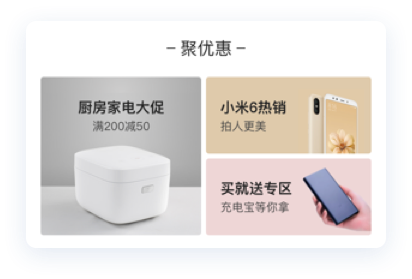 – 聚优惠 –
厨房家电大促
满200减50
小米6热销
拍人更美
买就送专区
充电宝等你拿